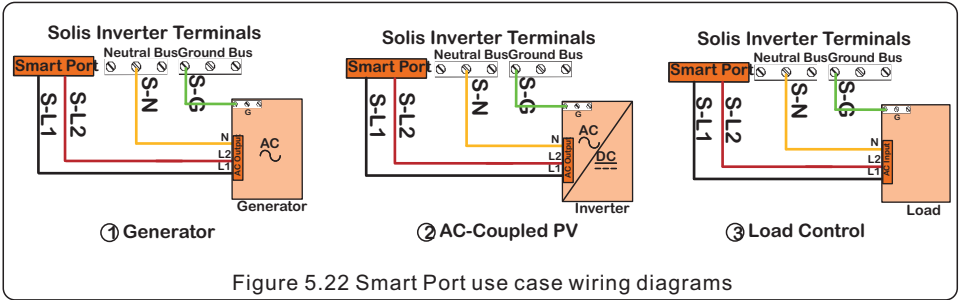 Solis Inverter Terminals
Neutral Bus Ground Bus
Smart Port
S-L1
S-L2
S-N
S-G
G
AC
N
L2
L1
AC Output
Generator
① Generator
Solis Inverter Terminals
Neutral Bus Ground Bus
Smart Port
S-L1
S-L2
S-N
S-G
G
AC
DC
N
L2
L1
AC Output
Inverter
② AC-Coupled PV
Solis Inverter Terminals
Neutral Bus Ground Bus
Smart Port
S-L1
S-L2
S-N
S-G
G
N
L2
L1
AC Input
Load
③ Load Control
Figure 5.22 Smart Port use case wiring diagrams